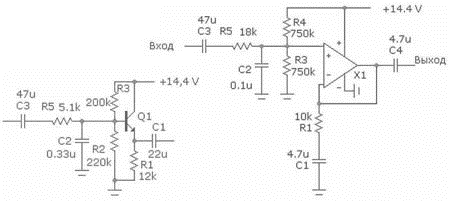 47u
C3 R5 18k
Вход
R4
750k
+14.4 V
C2
0.1u
R3
750k
X1
4.7u
C4
Выход
10k
R1
4.7u
C1
47u
C3 R5 5.1k
R3
200k
+14,4 V
Q1
C1
22u
C2
0.33u
R2
220k
R1
12k